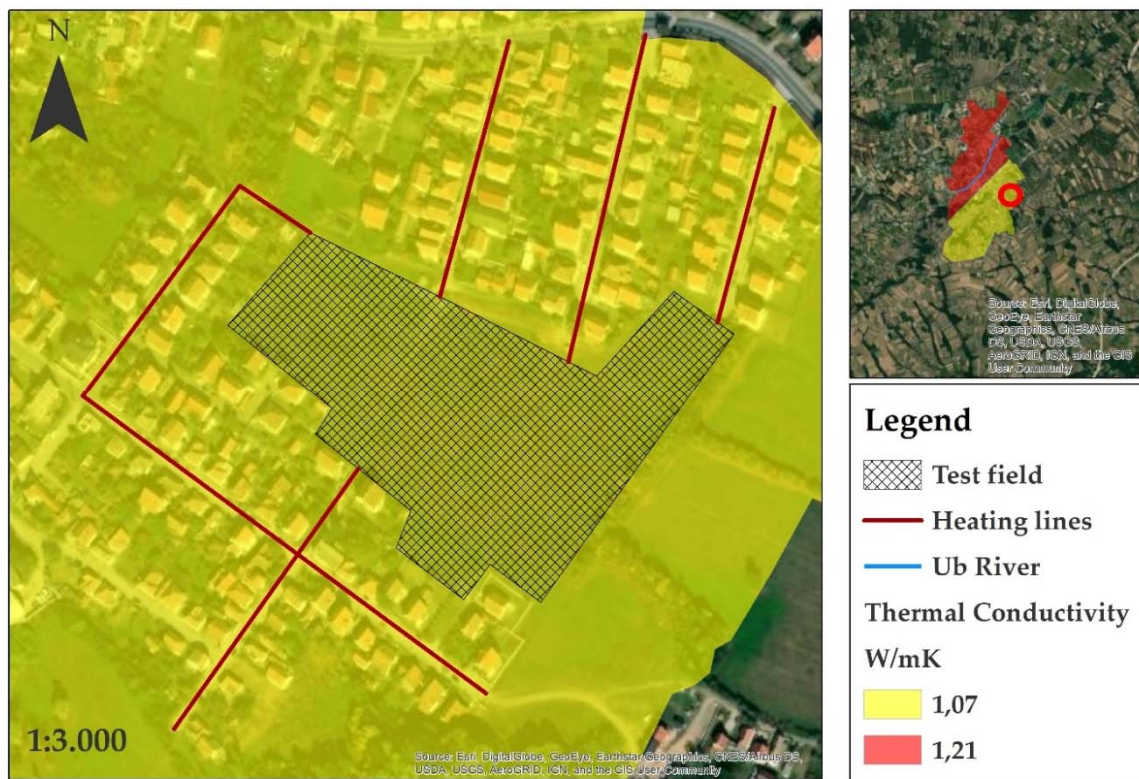 N
1:3.000
Source: Esri, DigitalGlobe, GeoEye, Earthstar Geographics, CNES/Airbus DS,
USDA, USGS, AeroGRID, IGN, and the GIS User Community
Source: Esri, DigitalGlobe,
GeoEye, Earthstar
Geographics, CNES/Airbus
DS, USDA, USGS,
AeroGRID, IGN, and the GIS
User Community
Legend
Test field
Heating lines
Ub River
Thermal Conductivity
W/mK
1,07
1,21